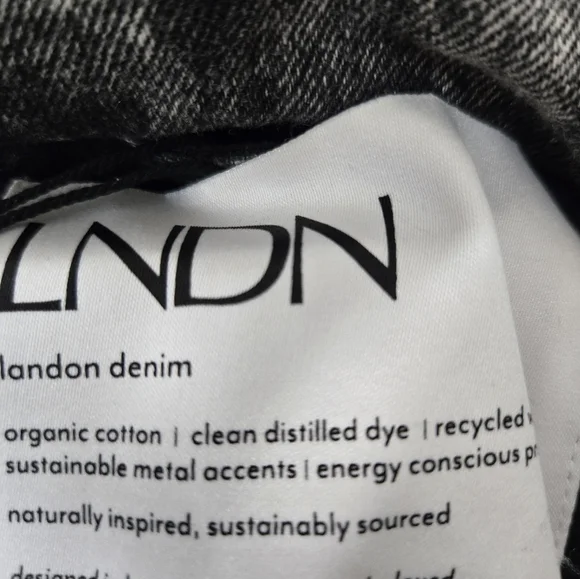 LNDN
landon denim
organic cotton | clean distilled dye | recycled
sustainable metal accents | energy conscious
naturally inspired, sustainably sourced